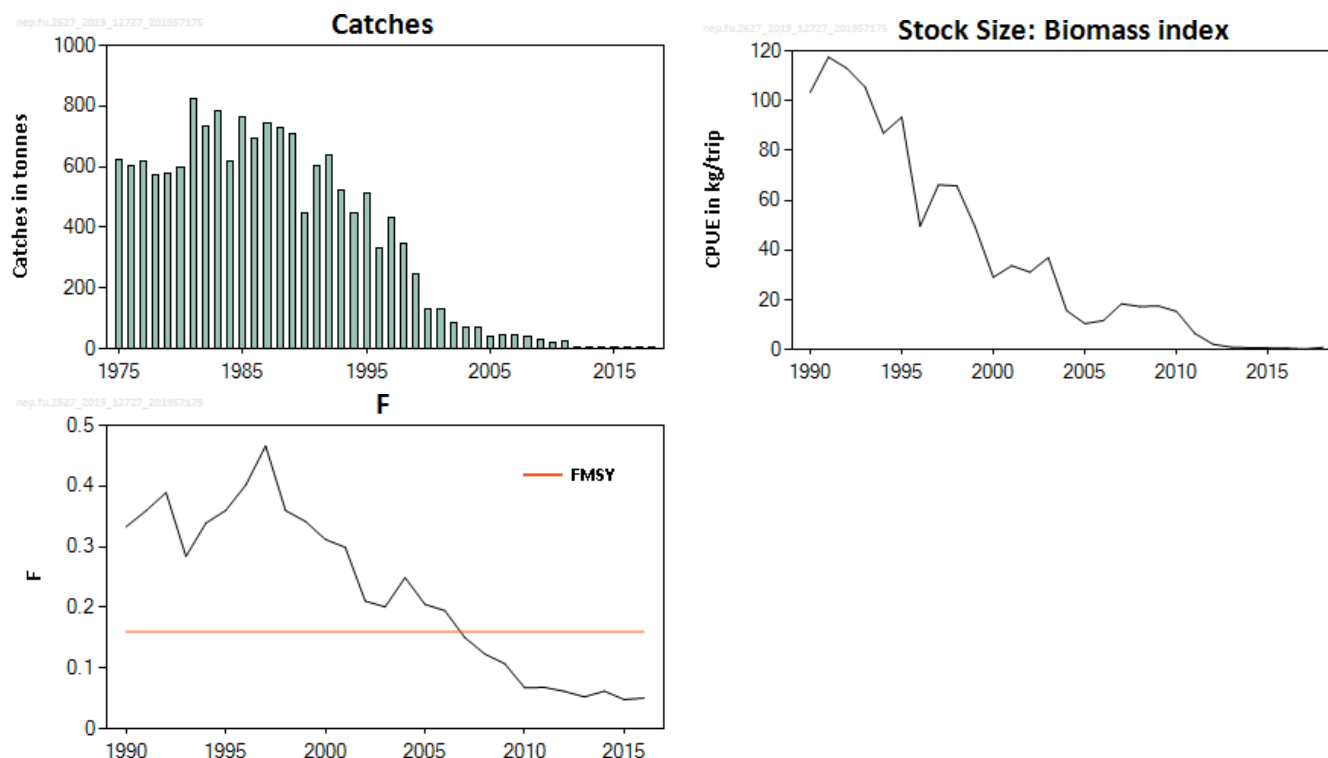 nep.fu.2627_2019_12727_201957175
Catches
1000
800
600
400
200
0
Catches in tonnes
1975 1985 1995 2005 2015
nep.fu.2627_2019_12727_201957175
Stock Size: Biomass index
120
100
80
60
40
20
0
CPUE in kg/trip
1990 1995 2000 2005 2010 2015
nep.fu.2627_2019_12727_201957175
F
0.5
0.4
0.3
0.2
0.1
0
F
FMSY
1990 1995 2000 2005 2010 2015